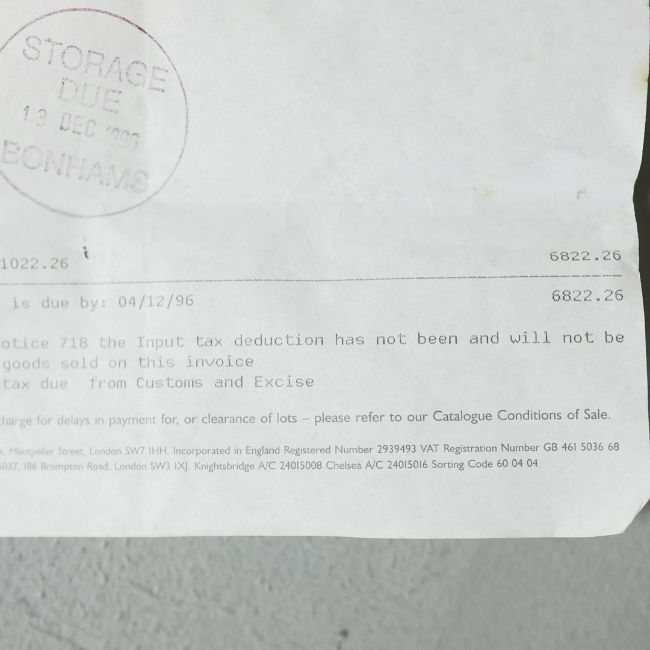 STORAGE
DUE
13 DEC 1996
BONHAMS
1022.26 6822.26
is due by: 04/12/96 6822.26
otice 718 the Input tax deduction has not been and will not be
goods sold on this invoice
tax due from Customs and Excise
charge for delays in payment for, or clearance of lots – please refer to our Catalogue Conditions of Sale.
Montpelier Street, London SW7 1HH. Incorporated in England Registered Number 2939493 VAT Registration Number GB 461 5036 68
186 Brompton Road, London SW3 1XJ. Knightsbridge A/C 24015008 Chelsea A/C 24015016 Sorting Code 60 04 04